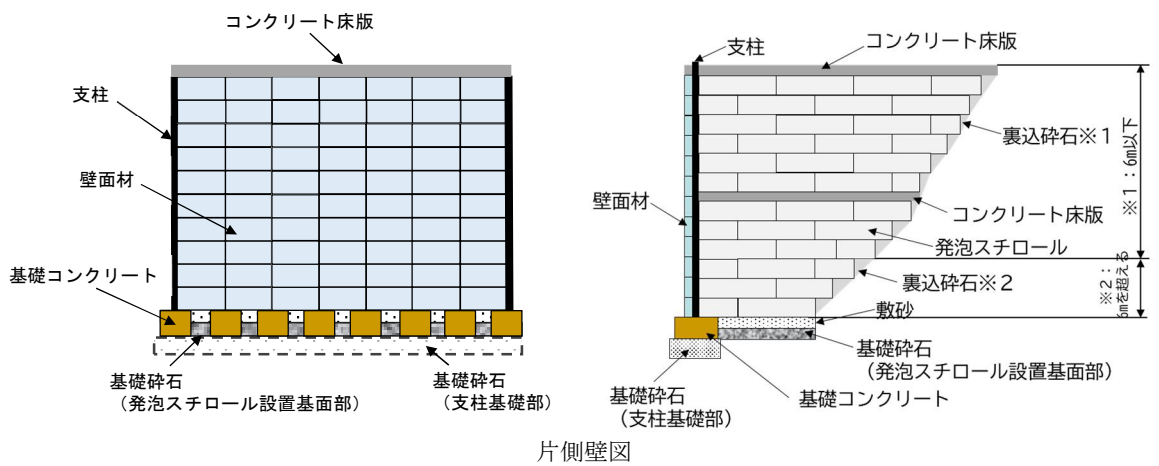 コンクリート床版
支柱
壁面材
基礎コンクリート
基礎砕石
（発泡スチロール設置基面部）
基礎砕石
（支柱基礎部）
支柱
コンクリート床版
裏込砕石※１
※１：6m以下
壁面材
コンクリート床版
発泡スチロール
裏込砕石※２
※２：
6mを超える
敷砂
基礎砕石
（発泡スチロール設置基面部）
基礎コンクリート
基礎砕石
（支柱基礎部）
片側壁図